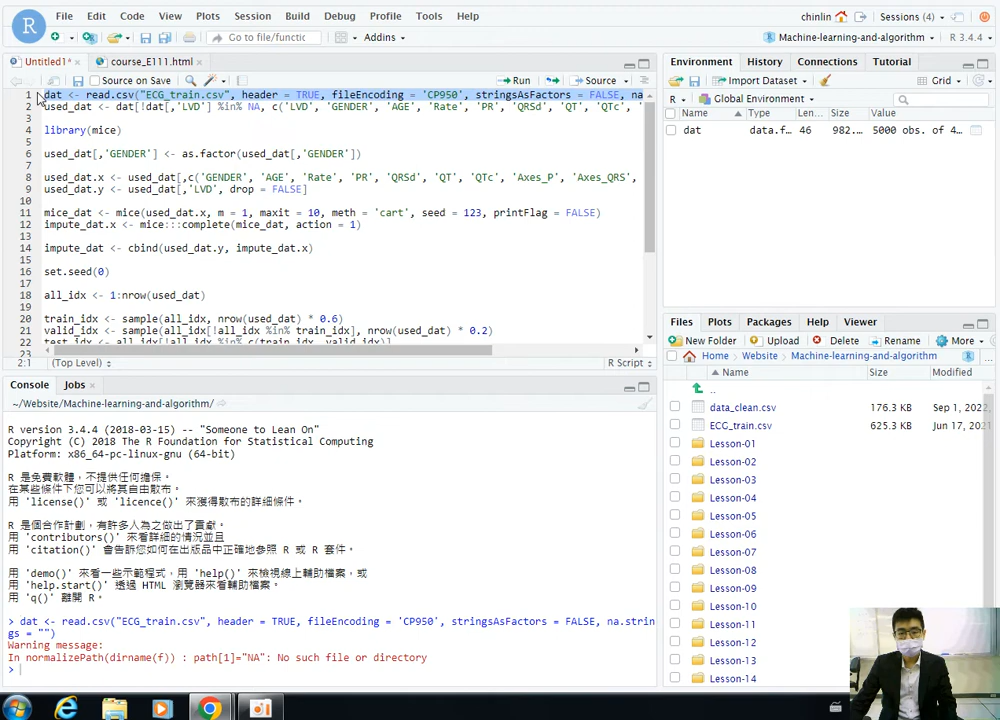 File Edit Code View Plots Session Build Debug Profile Tools Help
chinlin Sessions (4)
R Go to file/function Addins Machine-learning-and-algorithm R 3.4.4
Untitled1* course_E111.html
Source on Save Run Source
1 dat <- read.csv("ECG_train.csv", header = TRUE, fileEncoding = 'CP950', stringsAsFactors = FALSE, na
2 used_dat <- dat[!dat[,'LVD'] %in% NA, c('LVD', 'GENDER', 'AGE', 'Rate', 'PR', 'QRSd', 'QT', 'QTc',
3
4 library(mice)
5
6 used_dat[,'GENDER'] <- as.factor(used_dat[,'GENDER'])
7
8 used_dat.x <- used_dat[,c('GENDER', 'AGE', 'Rate', 'PR', 'QRSd', 'QT', 'QTc', 'Axes_P', 'Axes_QRS',
9 used_dat.y <- used_dat[,'LVD', drop = FALSE]
10
11 mice_dat <- mice(used_dat.x, m = 1, maxit = 10, meth = 'cart', seed = 123, printFlag = FALSE)
12 impute_dat.x <- mice:::complete(mice_dat, action = 1)
13
14 impute_dat <- cbind(used_dat.y, impute_dat.x)
15
16 set.seed(0)
17
18 all_idx <- 1:nrow(used_dat)
19
20 train_idx <- sample(all_idx, nrow(used_dat) * 0.6)
21 valid_idx <- sample(all_idx[!all_idx %in% train_idx], nrow(used_dat) * 0.2)
22 test_idx <- all_idx[!all_idx %in% c(train_idx, valid_idx)]
23
2:1 (Top Level) R Script
Console Jobs
~/Website/Machine-learning-and-algorithm/
R version 3.4.4 (2018-03-15) -- "Someone to Lean On"
Copyright (C) 2018 The R Foundation for Statistical Computing
Platform: x86_64-pc-linux-gnu (64-bit)
R 是免費軟體，不提供任何擔保。
在某些條件下您可以將其自由散布。
用 'license()' 或 'licence()' 來獲得散布的詳細條件。
R 是個合作計劃，有許多人為之做出了貢獻。
用 'contributors()' 來看詳細的情況並且
用 'citation()' 會告訴您如何在出版品中正確地參照 R 或 R 套件。
用 'demo()' 來看一些示範程式，用 'help()' 來檢視線上輔助檔案，或
用 'help.start()' 透過 HTML 瀏覽器來看輔助檔案。
用 'q()' 離開 R。
> dat <- read.csv("ECG_train.csv", header = TRUE, fileEncoding = 'CP950', stringsAsFactors = FALSE, na.strin
gs = "")
Warning message:
In normalizePath(dirname(f)) : path[1]="NA": No such file or directory
>
Environment History Connections Tutorial
Import Dataset Grid
R Global Environment
Name Type Len... Size Value
dat data.f... 46 982... 5000 obs. of 4...
Files Plots Packages Help Viewer
New Folder Upload Delete Rename More
Home Website Machine-learning-and-algorithm R ...
Name Size Modified
..
data_clean.csv 176.3 KB Sep 1, 2022,
ECG_train.csv 625.3 KB Jun 17, 2021
Lesson-01
Lesson-02
Lesson-03
Lesson-04
Lesson-05
Lesson-06
Lesson-07
Lesson-08
Lesson-09
Lesson-10
Lesson-11
Lesson-12
Lesson-13
Lesson-14